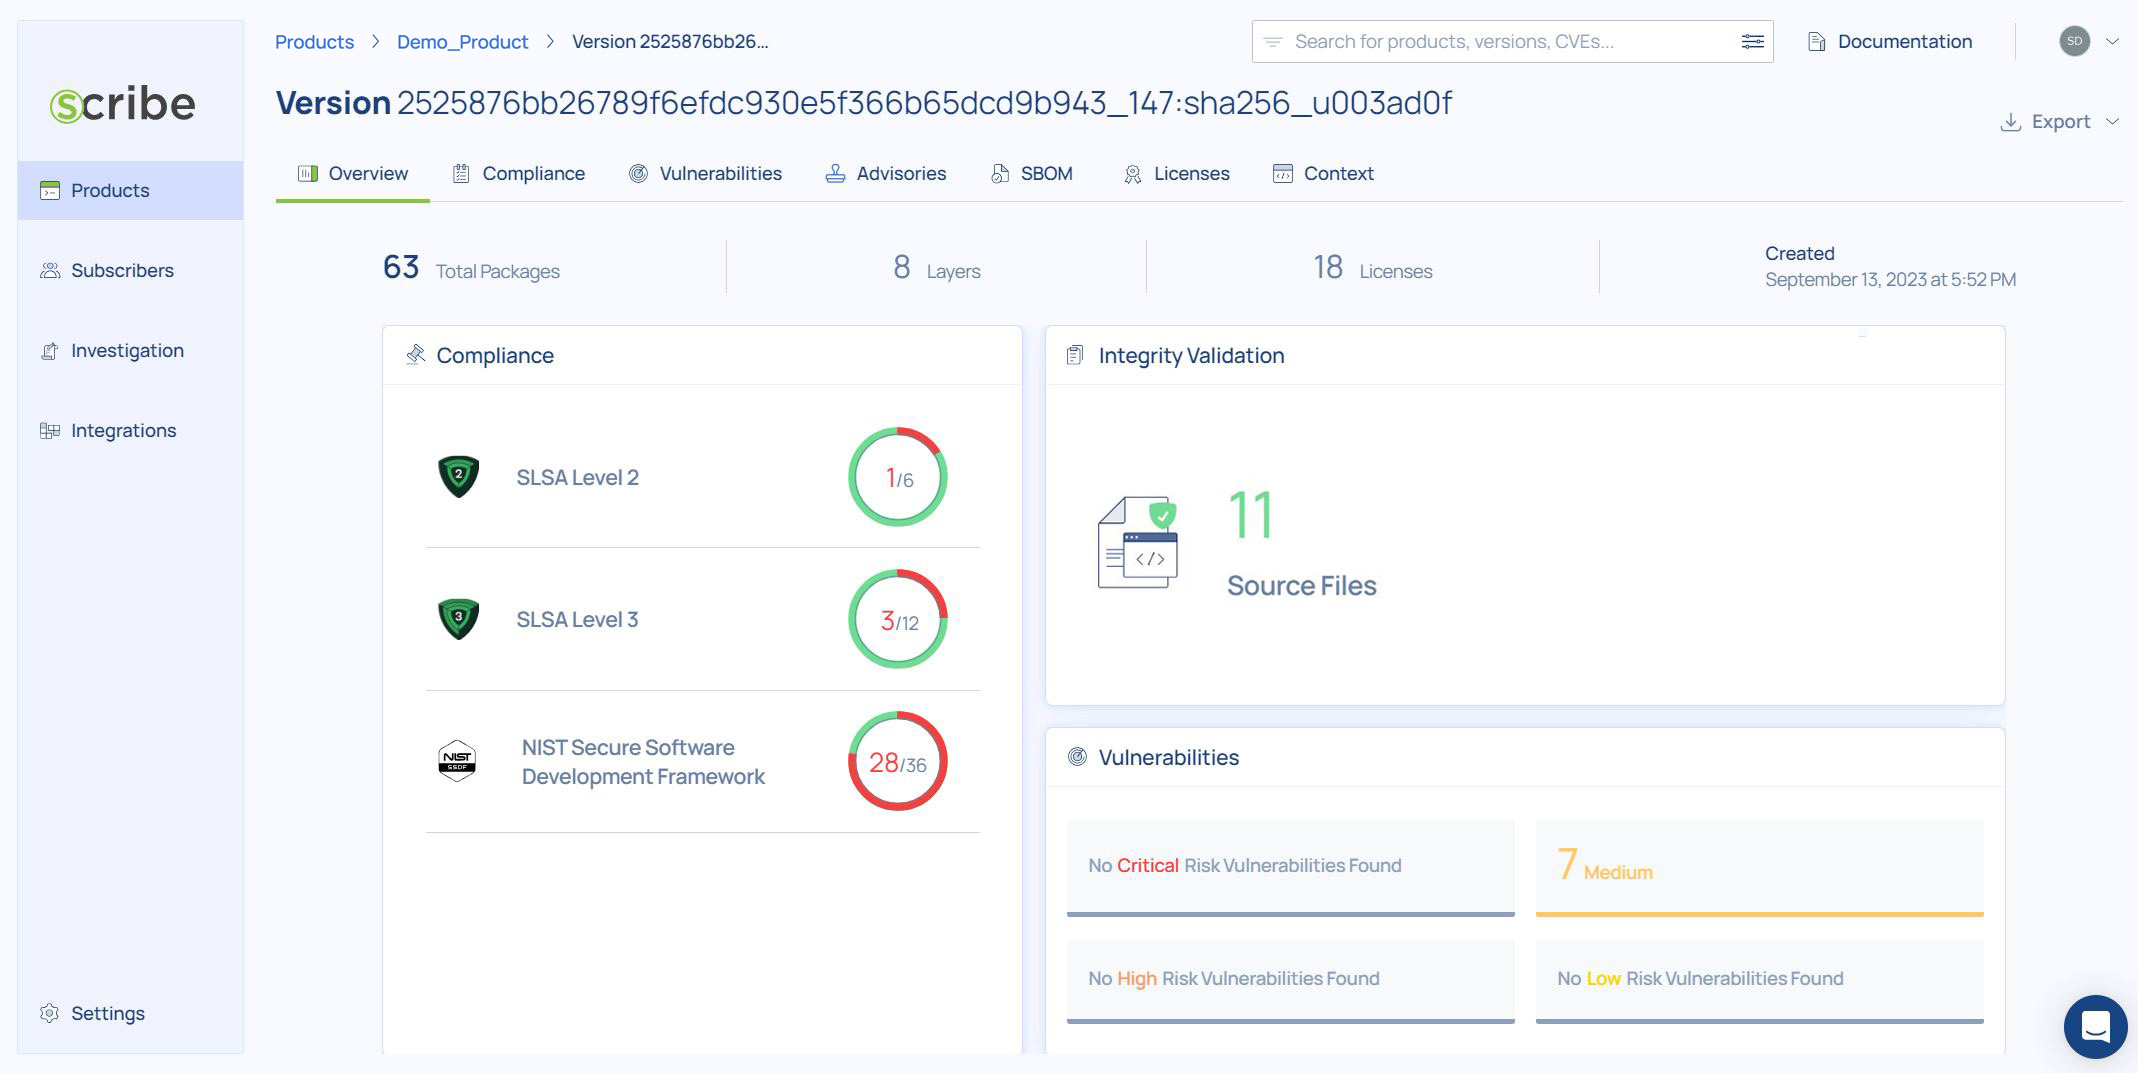 Products > Demo_Product > Version 2525876bb26...
Search for products, versions, CVEs...
Documentation
SD
scribe
Version 2525876bb26789f6efdc930e5f366b65dcd9b943_147:sha256_u003ad0f
Export
Products
Subscribers
Investigation
Integrations
Settings
Overview
Compliance
Vulnerabilities
Advisories
SBOM
Licenses
Context
63 Total Packages
8 Layers
18 Licenses
Created
September 13, 2023 at 5:52 PM
Compliance
2
SLSA Level 2
1/6
3
SLSA Level 3
3/12
NIST
SSDF
NIST Secure Software
Development Framework
28/36
Integrity Validation
</>
11
Source Files
Vulnerabilities
No Critical Risk Vulnerabilities Found
7 Medium
No High Risk Vulnerabilities Found
No Low Risk Vulnerabilities Found